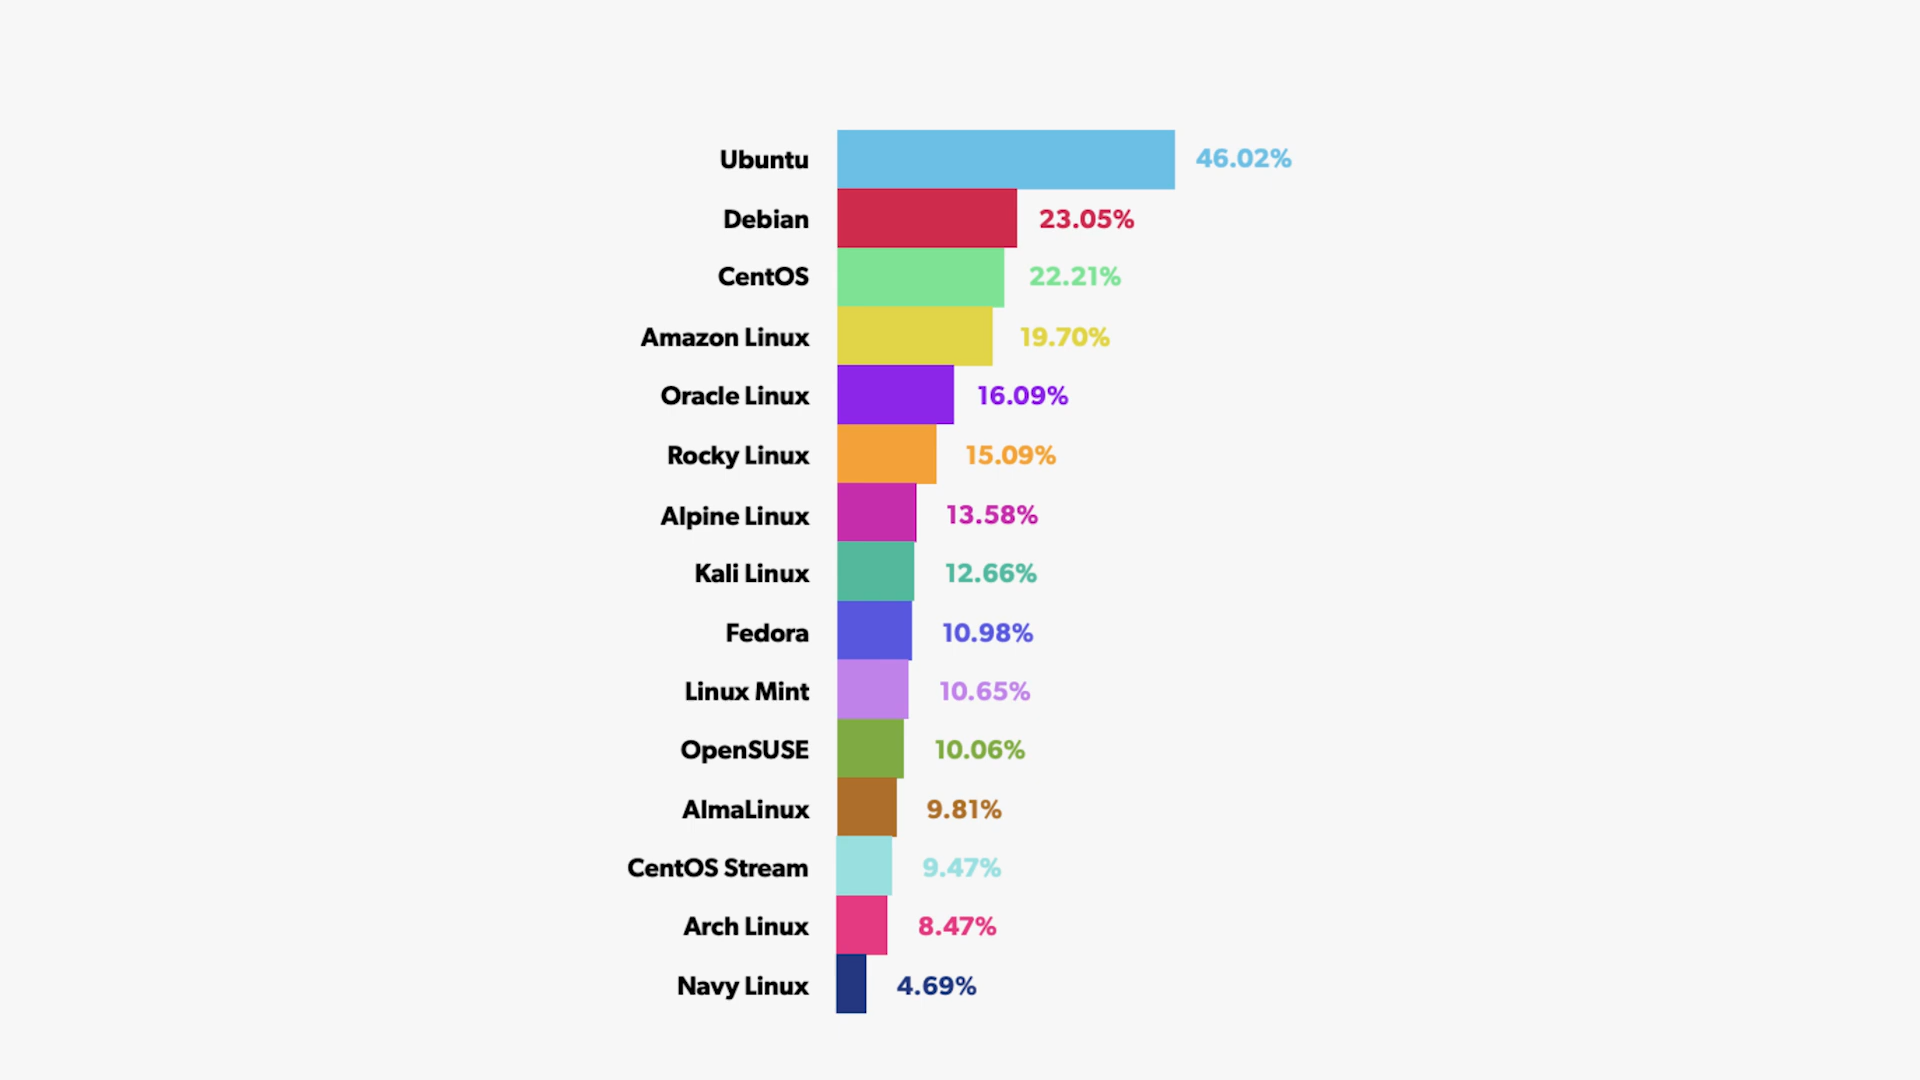 Ubuntu 46.02%
Debian 23.05%
CentOS 22.21%
Amazon Linux 19.70%
Oracle Linux 16.09%
Rocky Linux 15.09%
Alpine Linux 13.58%
Kali Linux 12.66%
Fedora 10.98%
Linux Mint 10.65%
OpenSUSE 10.06%
AlmaLinux 9.81%
CentOS Stream 9.47%
Arch Linux 8.47%
Navy Linux 4.69%